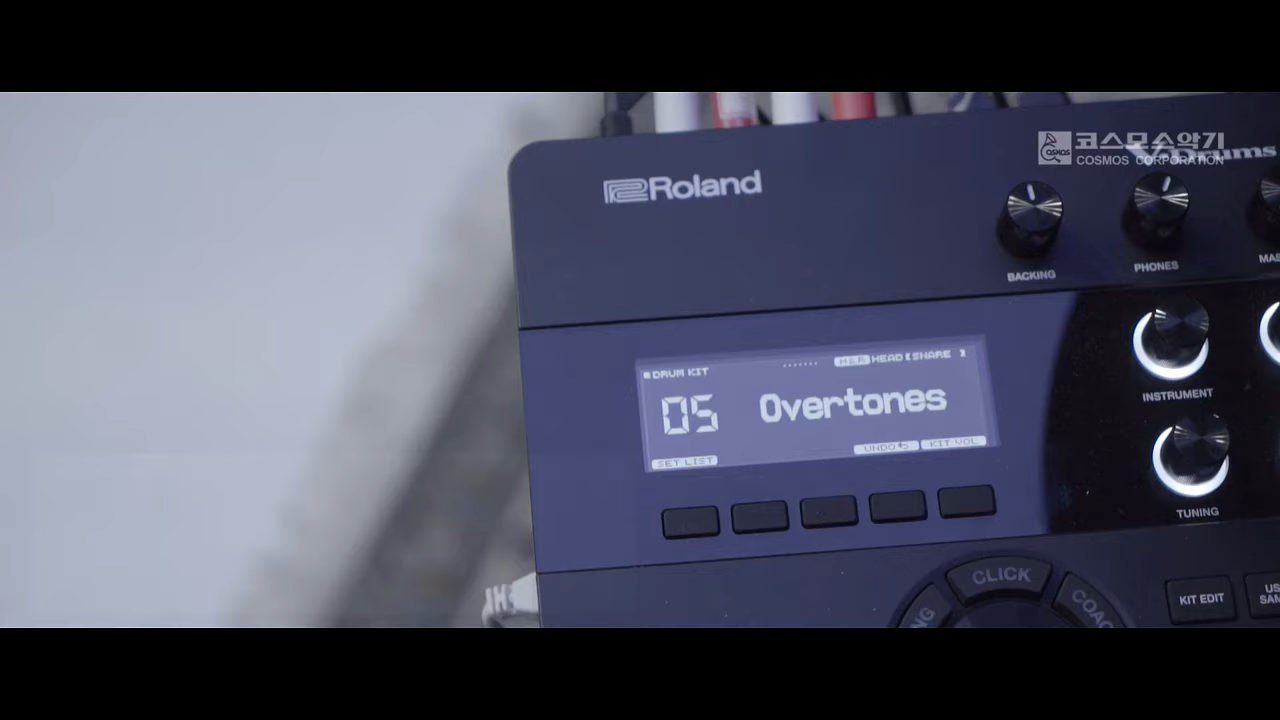 코스모스악기
COSMOS CORPORATION
V-Drums
Roland
BACKING
PHONES
DRUM KIT
H&R HEAD [SNARE ]
05 Overtones
UNDO
KIT VOL
SET LIST
INSTRUMENT
TUNING
CLICK
KIT EDIT